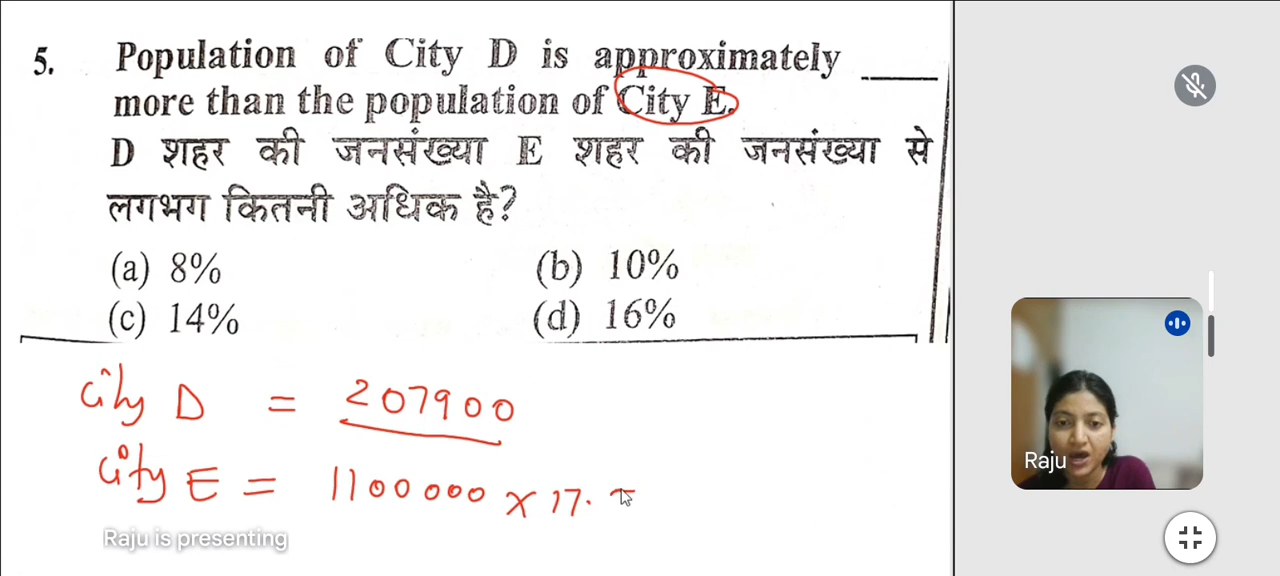 5. Population of City D is approximately ____
more than the population of City E.
D शहर की जनसंख्या E शहर की जनसंख्या से
लगभग कितनी अधिक है?
(a) 8% (b) 10%
(c) 14% (d) 16%
City D = 207900
City E = 1100000 × 17.
Raju is presenting
Raju